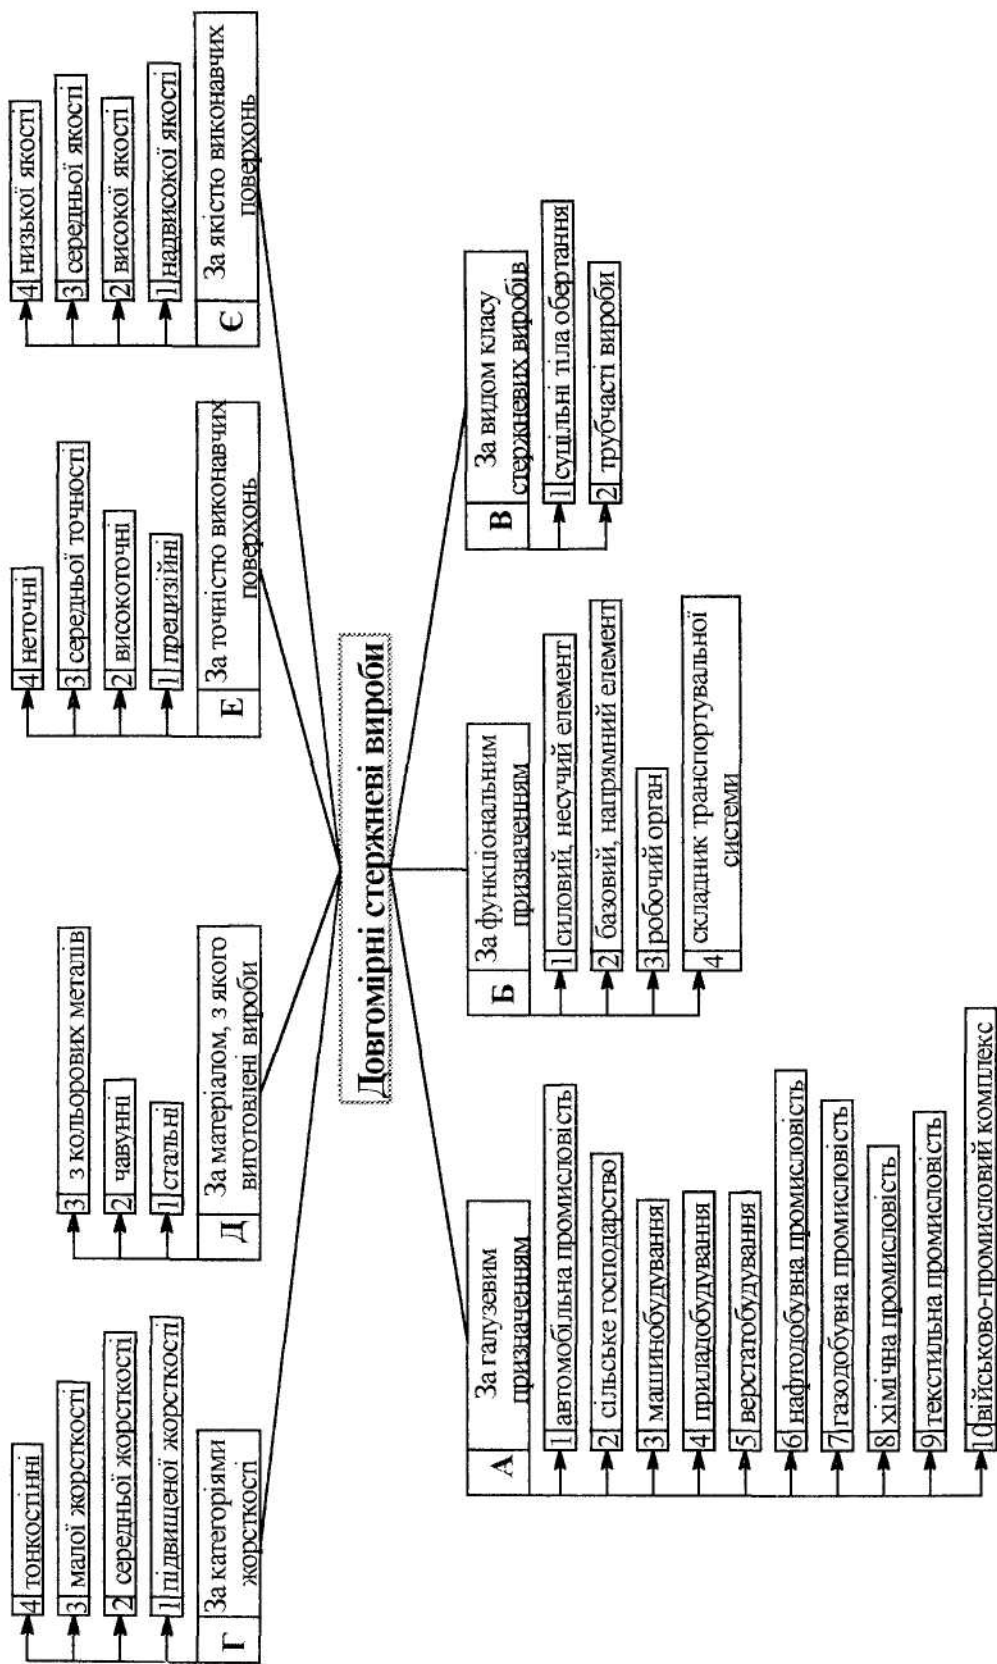 4 тонкостінні
3 малої жорсткості
2 середньої жорсткості
1 підвищеної жорсткості
Г За категоріями
жорсткості
3 з кольорових металів
2 чавунні
1 стальні
Д За матеріалом, з якого
виготовлені вироби
4 неточні
3 середньої точності
2 високоточні
1 прецизійні
Е За точністю виконавчих
поверхонь
4 низької якості
3 середньої якості
2 високої якості
1 надвисокої якості
Є За якістю виконавчих
поверхонь
Довгомірні стержневі вироби
А За галузевим
призначенням
1 автомобільна промисловість
2 сільське господарство
3 машинобудування
4 приладобудування
5 верстатобудування
6 нафтодобувна промисловість
7 газодобувна промисловість
8 хімічна промисловість
9 текстильна промисловість
10 військово-промисловий комплекс
Б За функціональним
призначенням
1 силовий, несучий елемент
2 базовий, напрямний елемент
3 робочий орган
4 складник транспортувальної
системи
В За видом класу
стержневих виробів
1 суцільні тіла обертання
2 трубчасті вироби